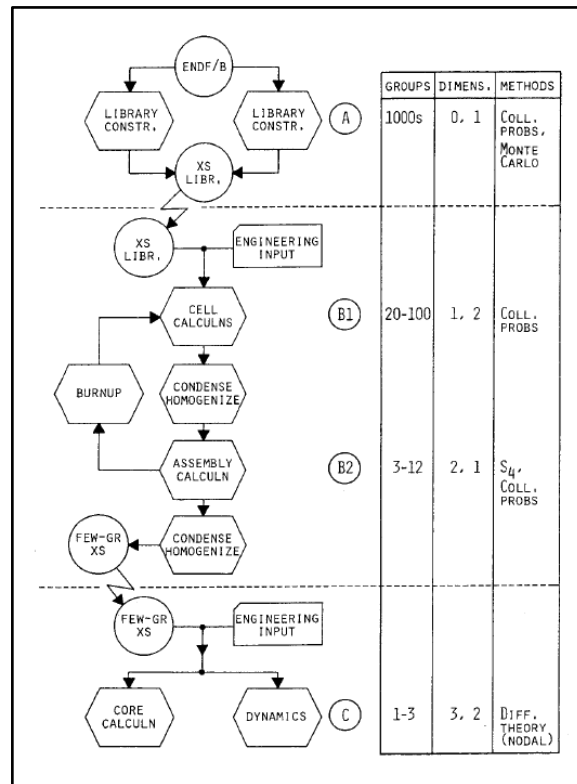 ENDF/B
LIBRARY
CONSTR.
LIBRARY
CONSTR.
A
XS
LIBR.
XS
LIBR.
ENGINEERING
INPUT
CELL
CALCULNS
B1
BURNUP
CONDENSE
HOMOGENIZE
ASSEMBLY
CALCULN
B2
FEW-GR
XS
CONDENSE
HOMOGENIZE
FEW-GR
XS
ENGINEERING
INPUT
CORE
CALCULN
DYNAMICS
C
GROUPS DIMENS. METHODS
1000s 0, 1 COLL.
PROBS,
MONTE
CARLO
20-100 1, 2 COLL.
PROBS
3-12 2, 1 S4,
COLL.
PROBS
1-3 3, 2 DIFF.
THEORY
(NODAL)